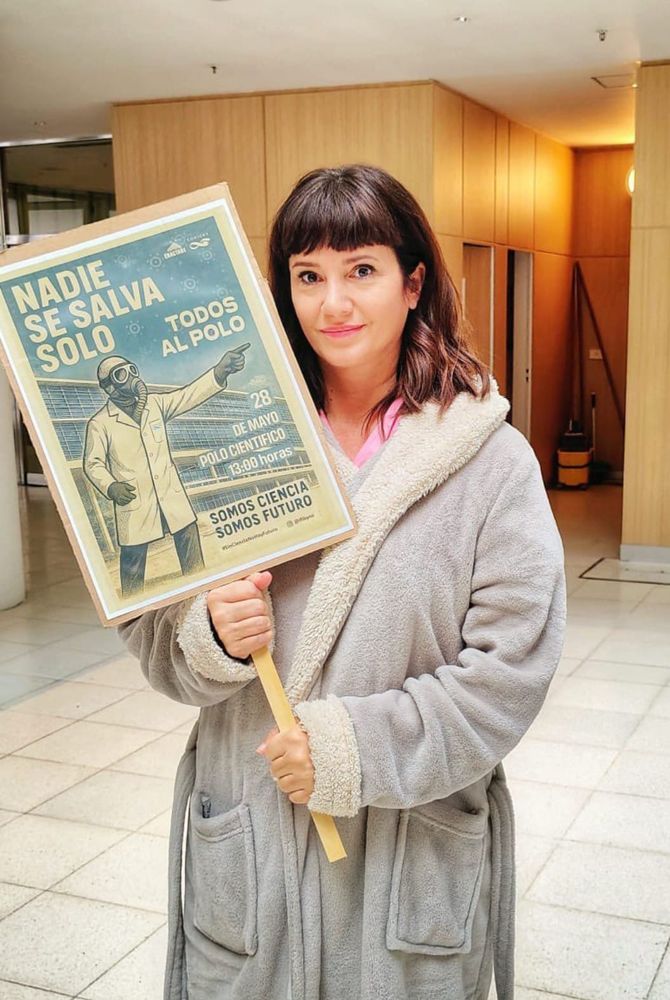 NADIE
SE SALVA
SOLO
TODOS
AL POLO
28
DE MAYO
POLO CIENTÍFICO
13:00 horas
SOMOS CIENCIA
SOMOS FUTURO